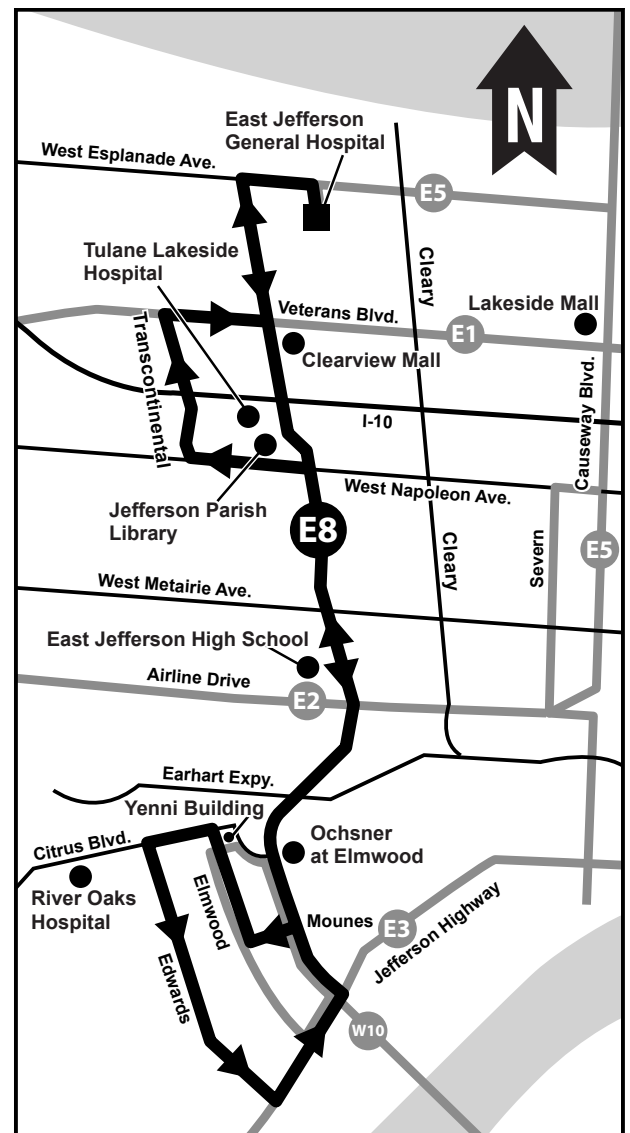 N
East Jefferson
General Hospital
West Esplanade Ave.
E5
Tulane Lakeside
Hospital
Cleary
Lakeside Mall
Veterans Blvd.
E1
Transcontinental
Clearview Mall
Causeway Blvd.
I-10
West Napoleon Ave.
Jefferson Parish
Library
E8
Cleary
Severn
E5
West Metairie Ave.
East Jefferson High School
Airline Drive
E2
Earhart Expy.
Yenni Building
Citrus Blvd.
Ochsner
at Elmwood
River Oaks
Hospital
Elmwood
Mounes
E3
Jefferson Highway
Edwards
W10